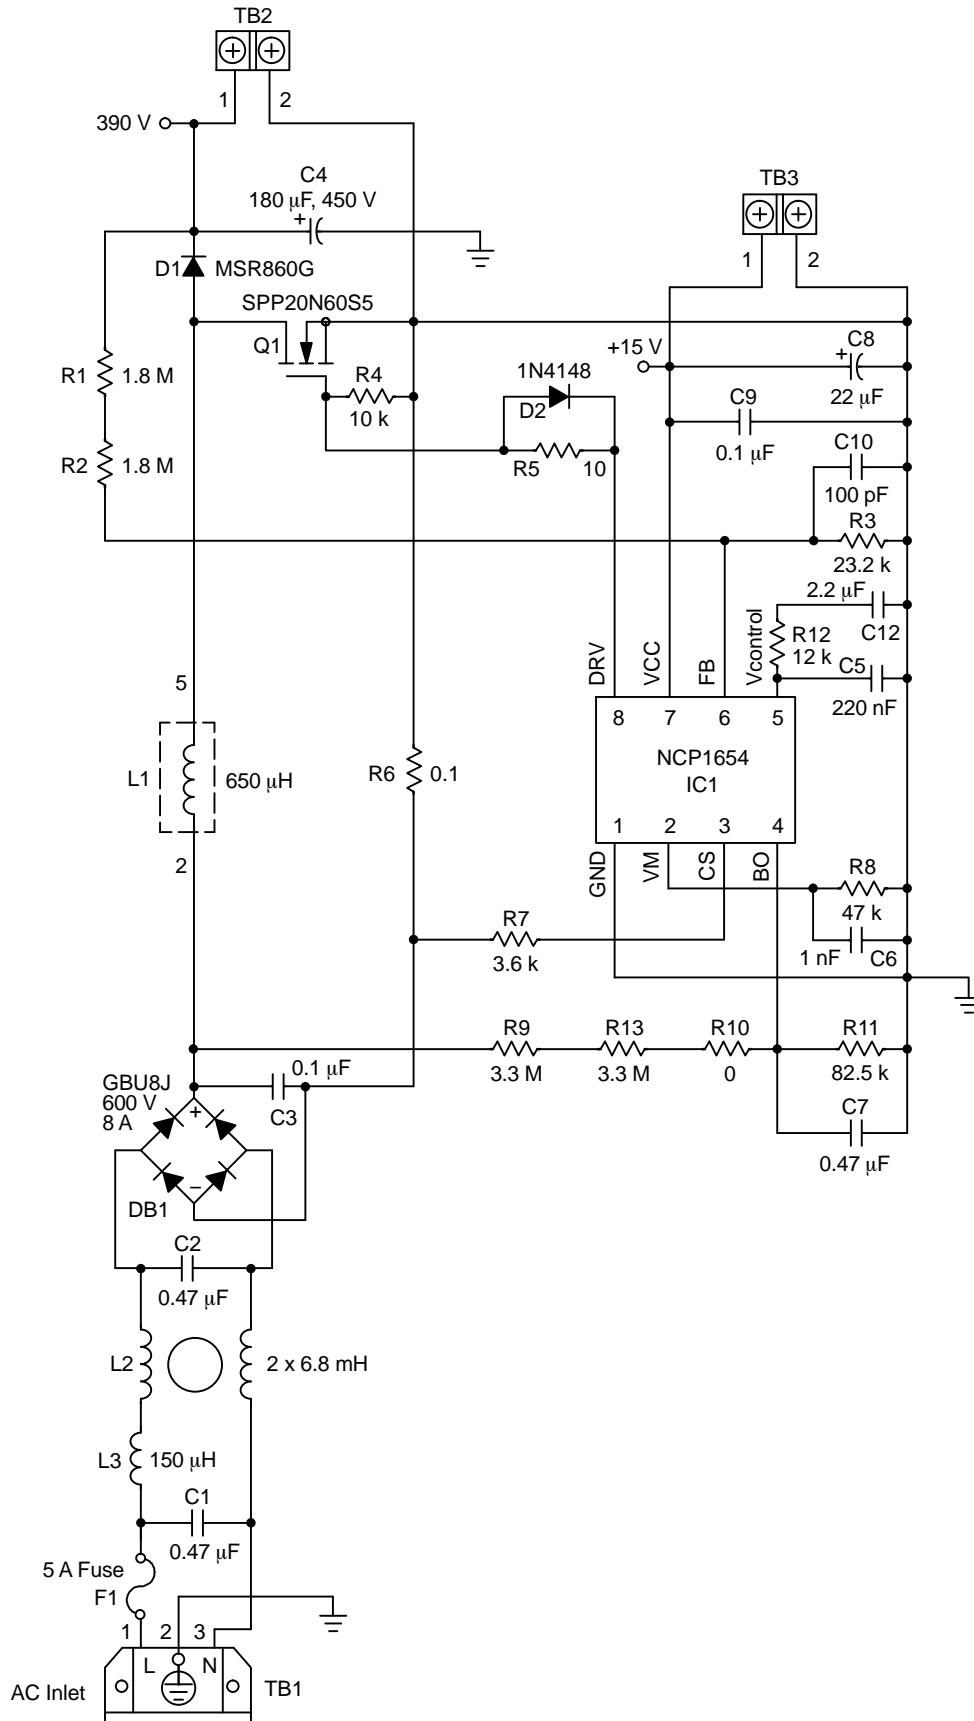 TB2
1
2
390 V
C4
180 μF, 450 V
+
TB3
1
2
D1
MSR860G
SPP20N60S5
Q1
R4
10 k
+15 V
+
C8
22 μF
1N4148
D2
R5
10
C9
0.1 μF
R1
1.8 M
R2
1.8 M
C10
100 pF
R3
23.2 k
2.2 μF
C12
R12
12 k
C5
220 nF
DRV
VCC
FB
Vcontrol
8
7
6
5
NCP1654
IC1
1
2
3
4
GND
VM
CS
BO
5
L1
650 μH
2
R6
0.1
R8
47 k
1 nF
C6
R7
3.6 k
R9
3.3 M
R13
3.3 M
R10
0
R11
82.5 k
C7
0.47 μF
GBU8J
600 V
8 A
0.1 μF
C3
+
−
DB1
C2
0.47 μF
L2
2 x 6.8 mH
L3
150 μH
C1
0.47 μF
5 A Fuse
F1
1
2
3
L
N
AC Inlet
TB1